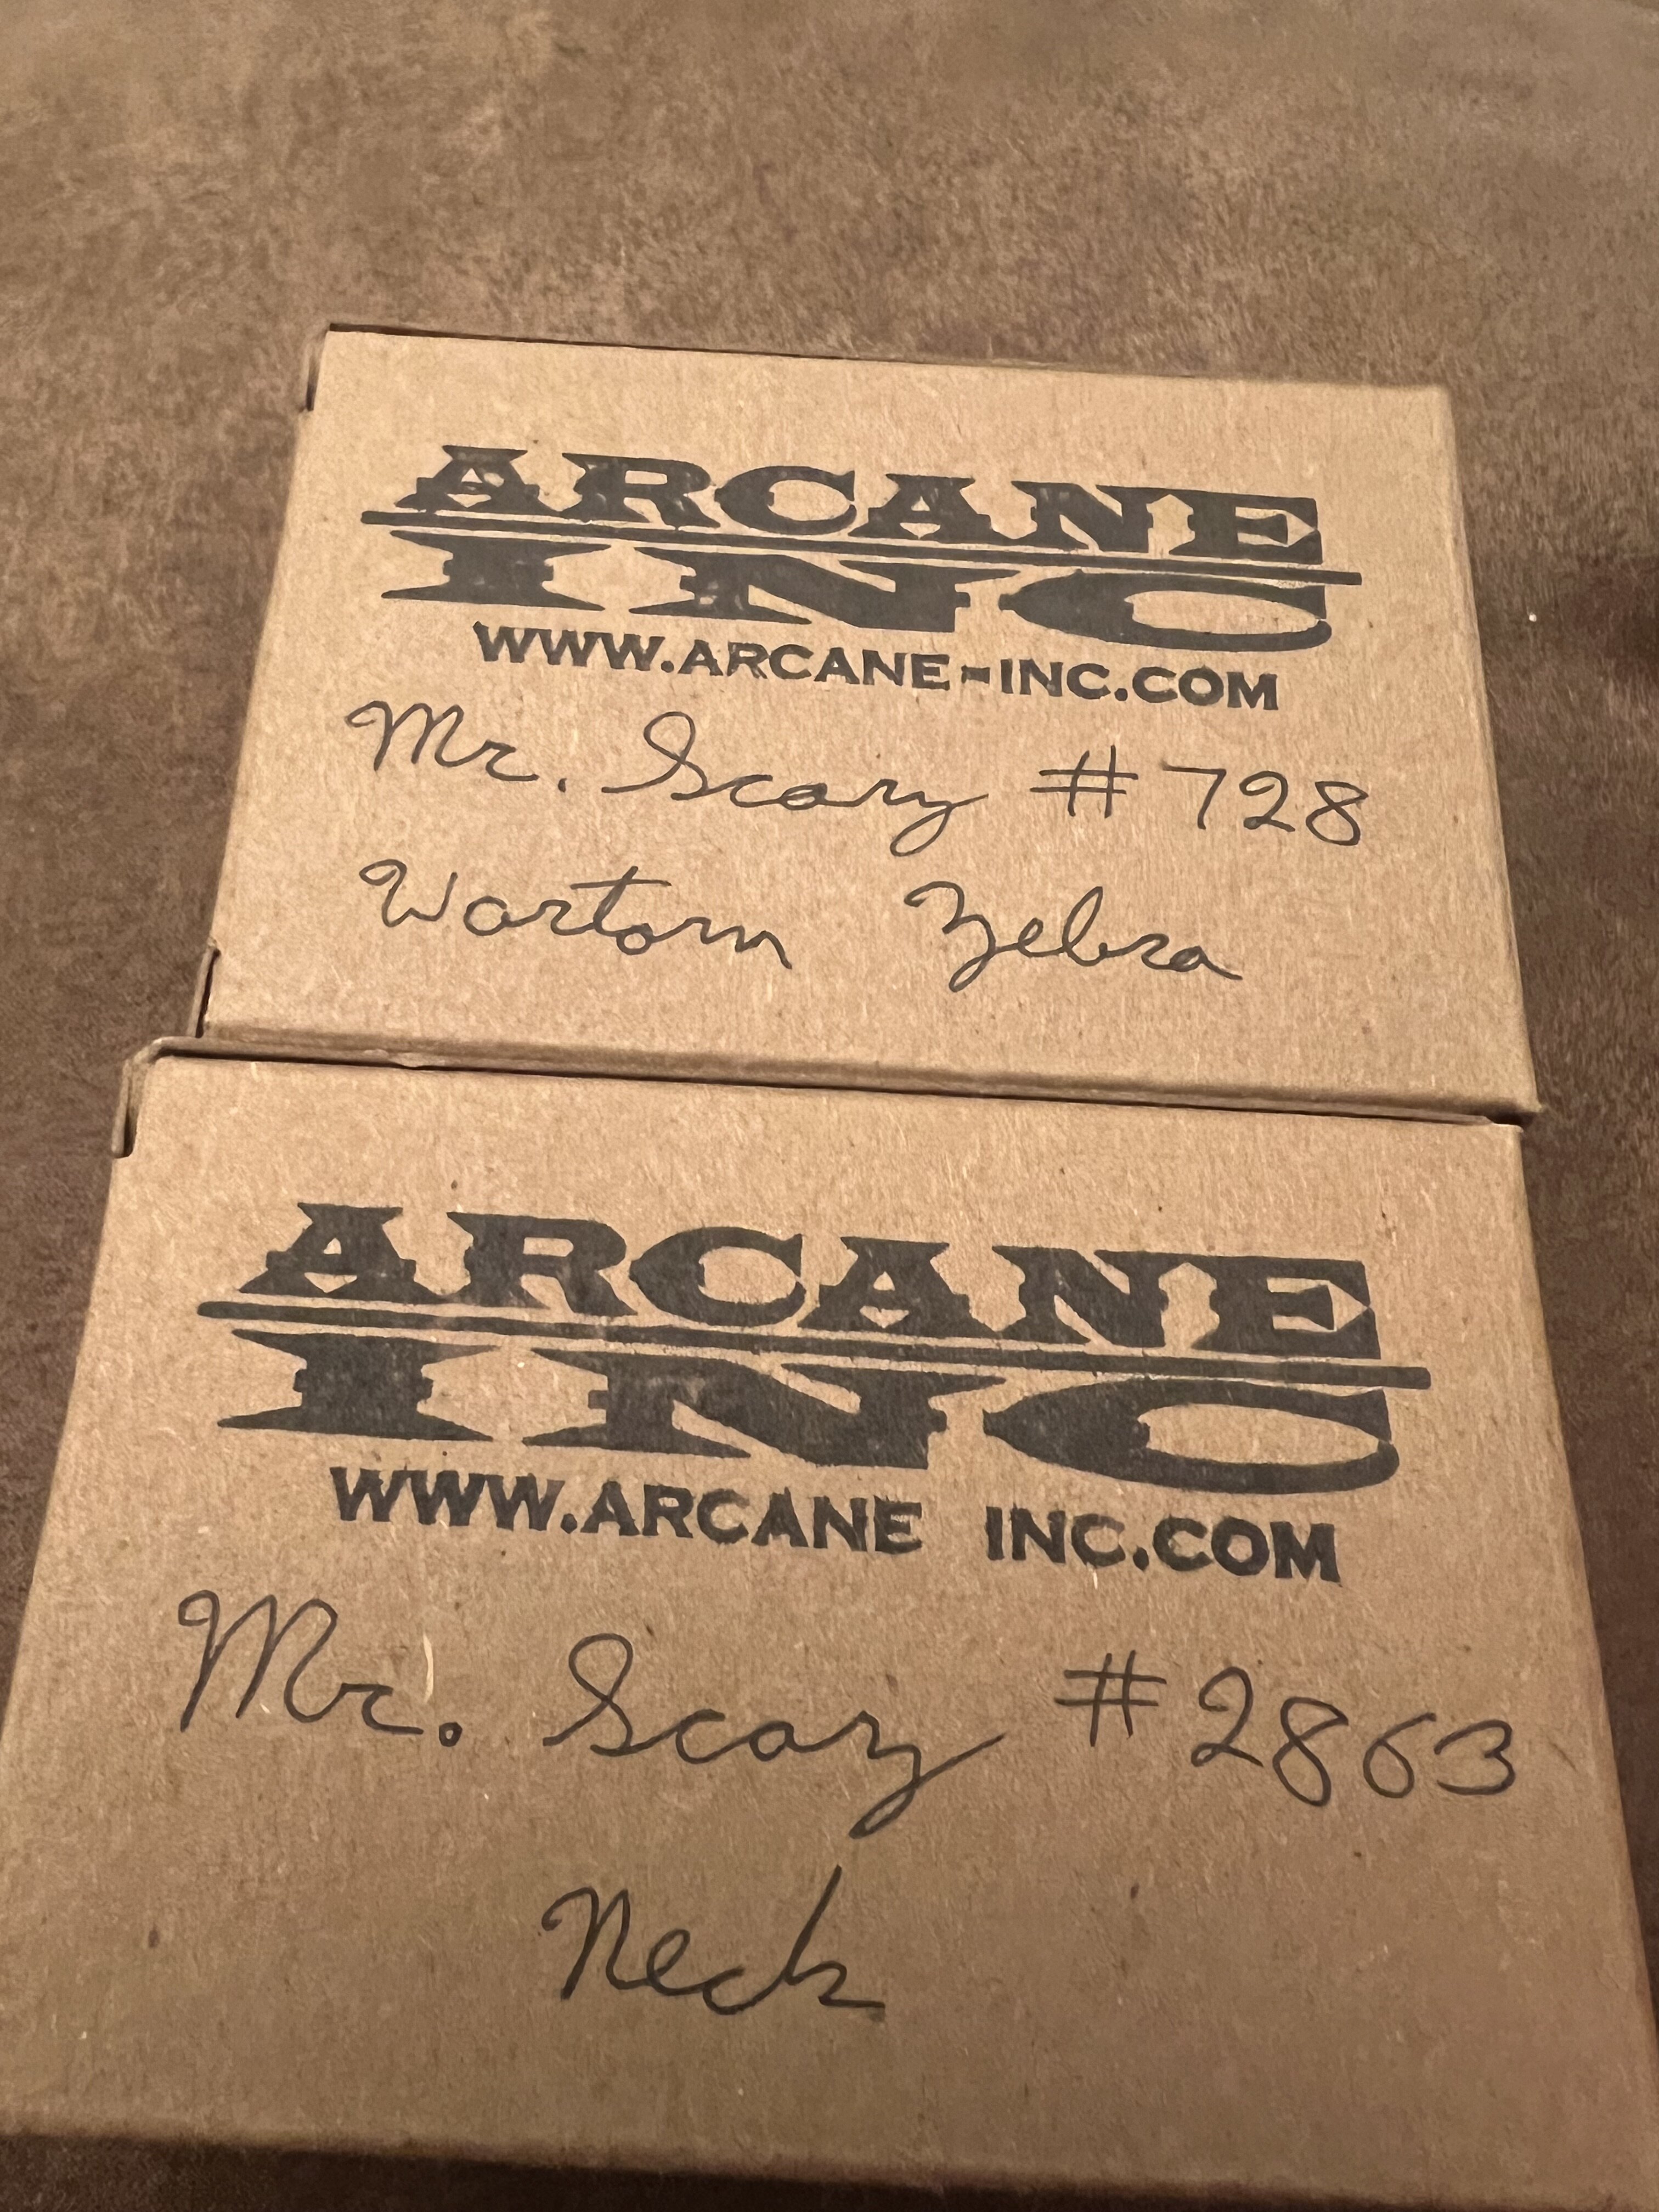 ARCANE
INC
WWW.ARCANE-INC.COM
Mr. Scary #728
Wartorn Zebra
ARCANE
INC
WWW.ARCANE INC.COM
Mr. Scary #2863
Neck